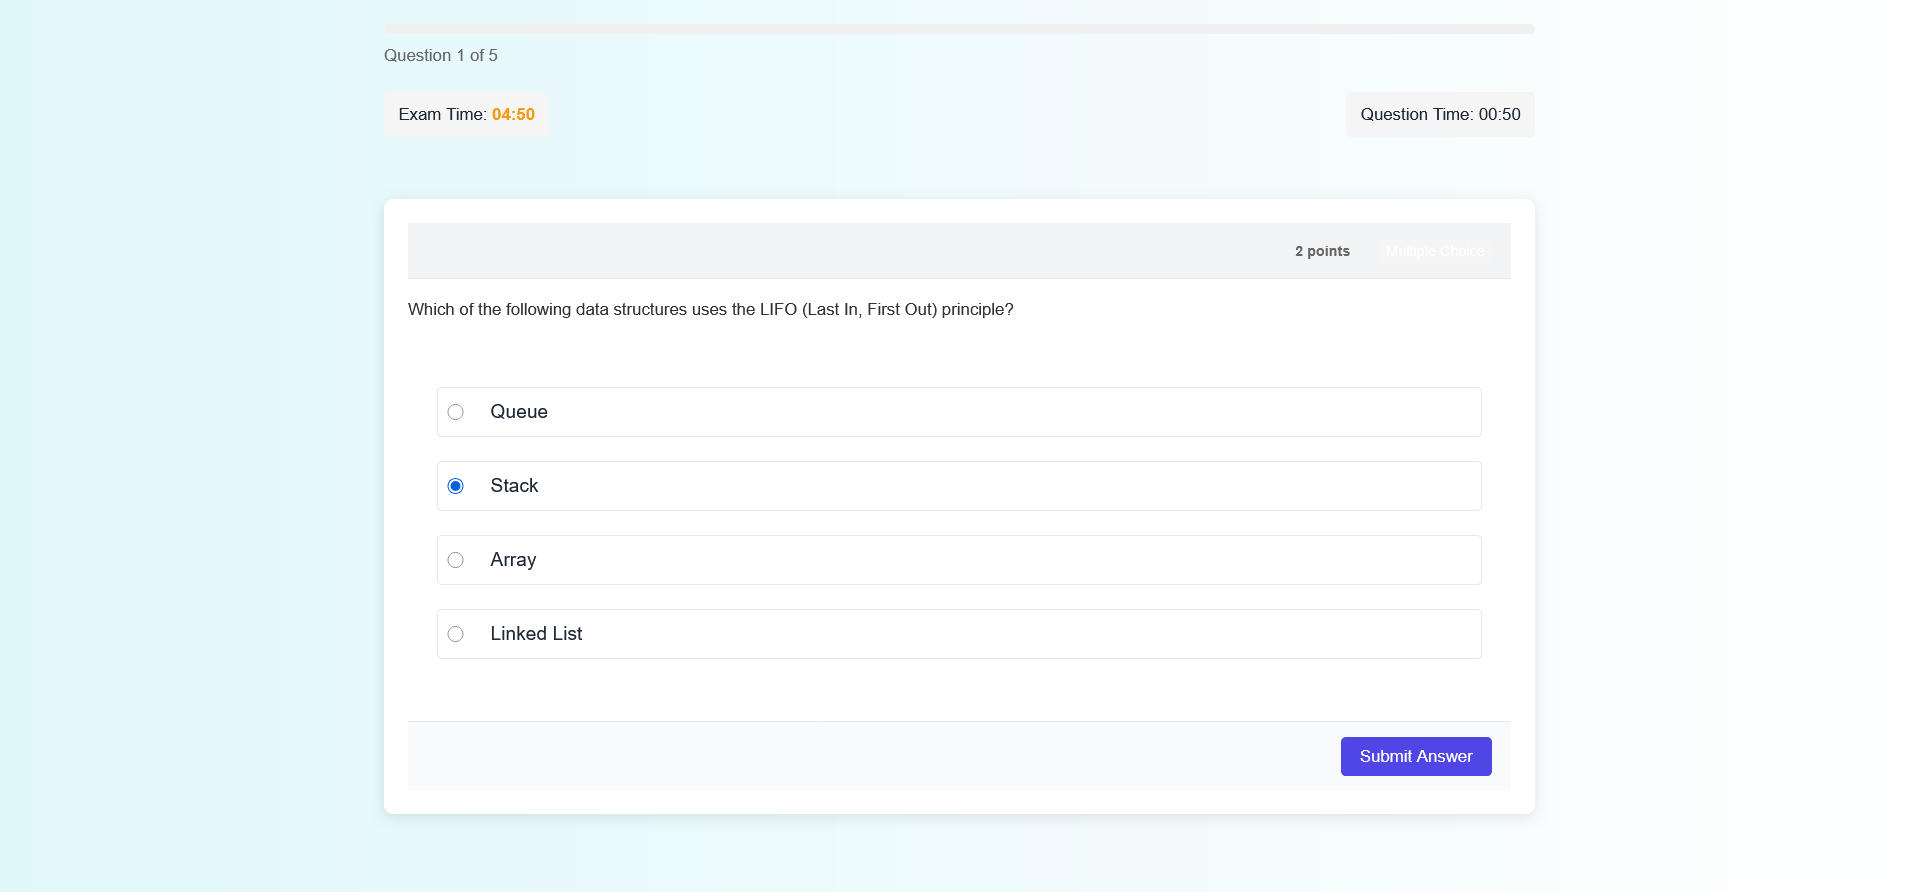 Question 1 of 5
Exam Time: 04:50
Question Time: 00:50
2 points
Multiple Choice
Which of the following data structures uses the LIFO (Last In, First Out) principle?
Queue
Stack
Array
Linked List
Submit Answer